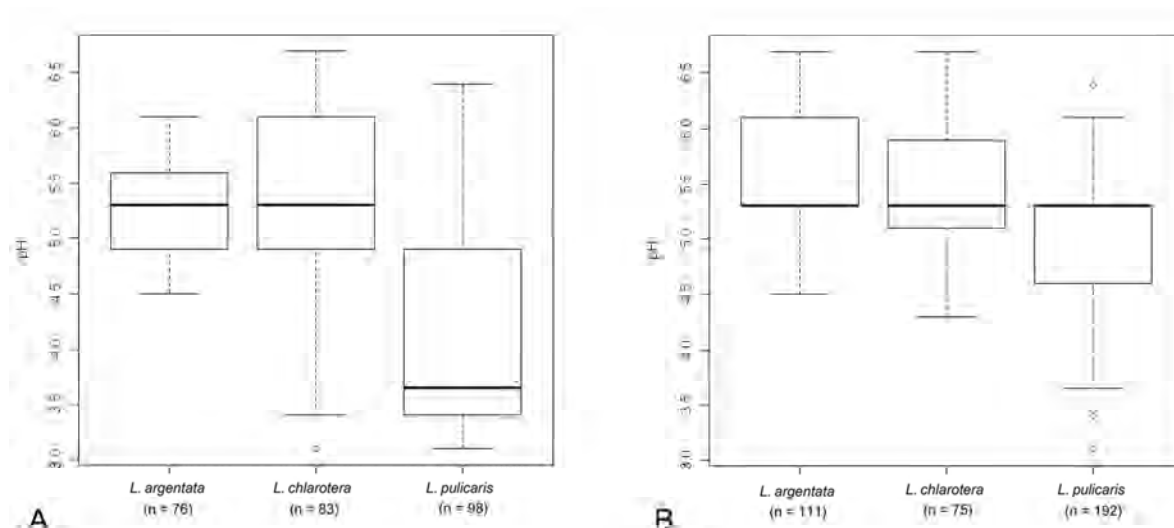 pH
6.5
6.0
5.5
5.0
4.5
4.0
3.5
3.0
L. argentata L. chlarotera L. pulicaris
(n = 76) (n = 83) (n = 98)
A
pH
6.5
6.0
5.5
5.0
4.5
4.0
3.5
3.0
L. argentata L. chlarotera L. pulicaris
(n = 111) (n = 75) (n = 192)
B